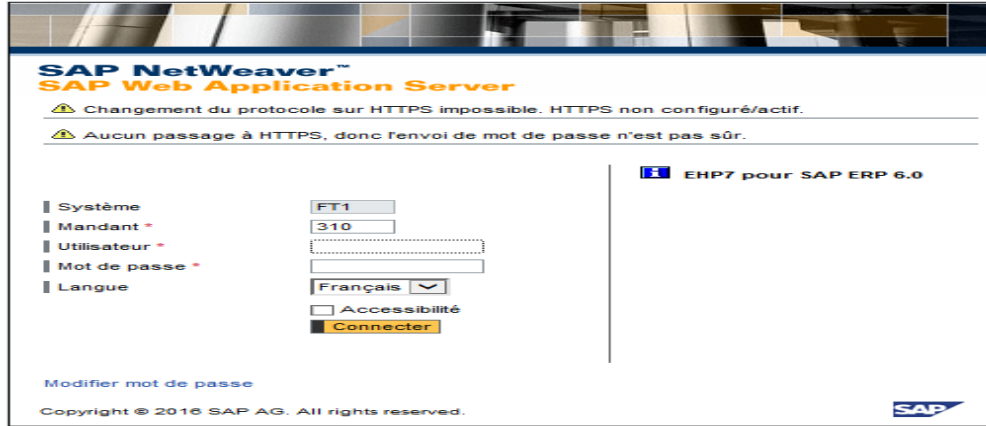 SAP NetWeaver™
SAP Web Application Server
Changement du protocole sur HTTPS impossible. HTTPS non configuré/actif.
Aucun passage à HTTPS, donc l'envoi de mot de passe n'est pas sûr.
EHP7 pour SAP ERP 6.0
Système FT1
Mandant * 310
Utilisateur *
Mot de passe *
Langue Français
Accessibilité
Connecter
Modifier mot de passe
Copyright © 2016 SAP AG. All rights reserved.
SAP